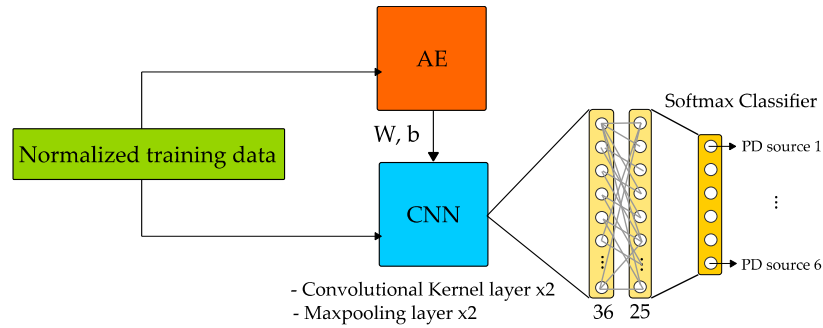 AE
Softmax Classifier
W, b
Normalized training data
PD source 1
CNN
...
PD source 6
- Convolutional Kernel layer x2
- Maxpooling layer x2
36 25